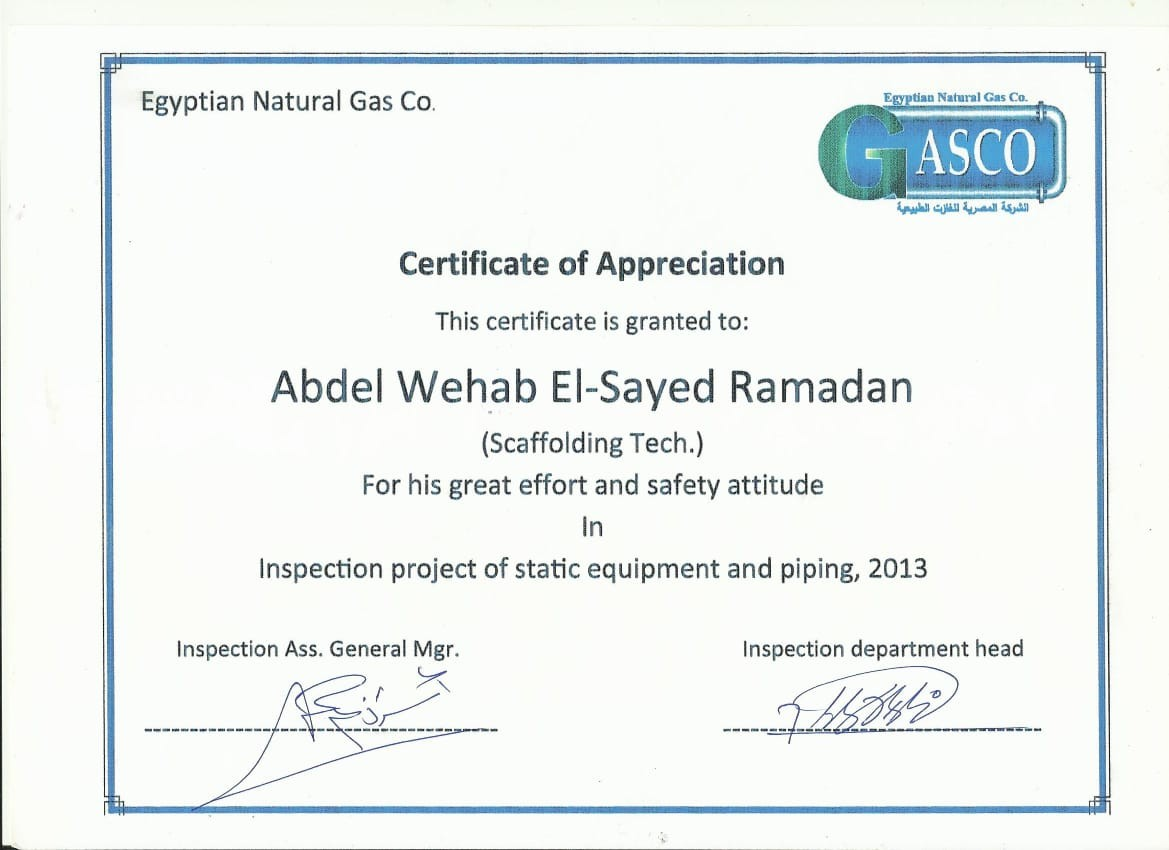 Egyptian Natural Gas Co.
Egyptian Natural Gas Co.
GASCO
الشركة المصرية للغازت الطبيعية
Certificate of Appreciation
This certificate is granted to:
Abdel Wehab El-Sayed Ramadan
(Scaffolding Tech.)
For his great effort and safety attitude
In
Inspection project of static equipment and piping, 2013
Inspection Ass. General Mgr.
Inspection department head